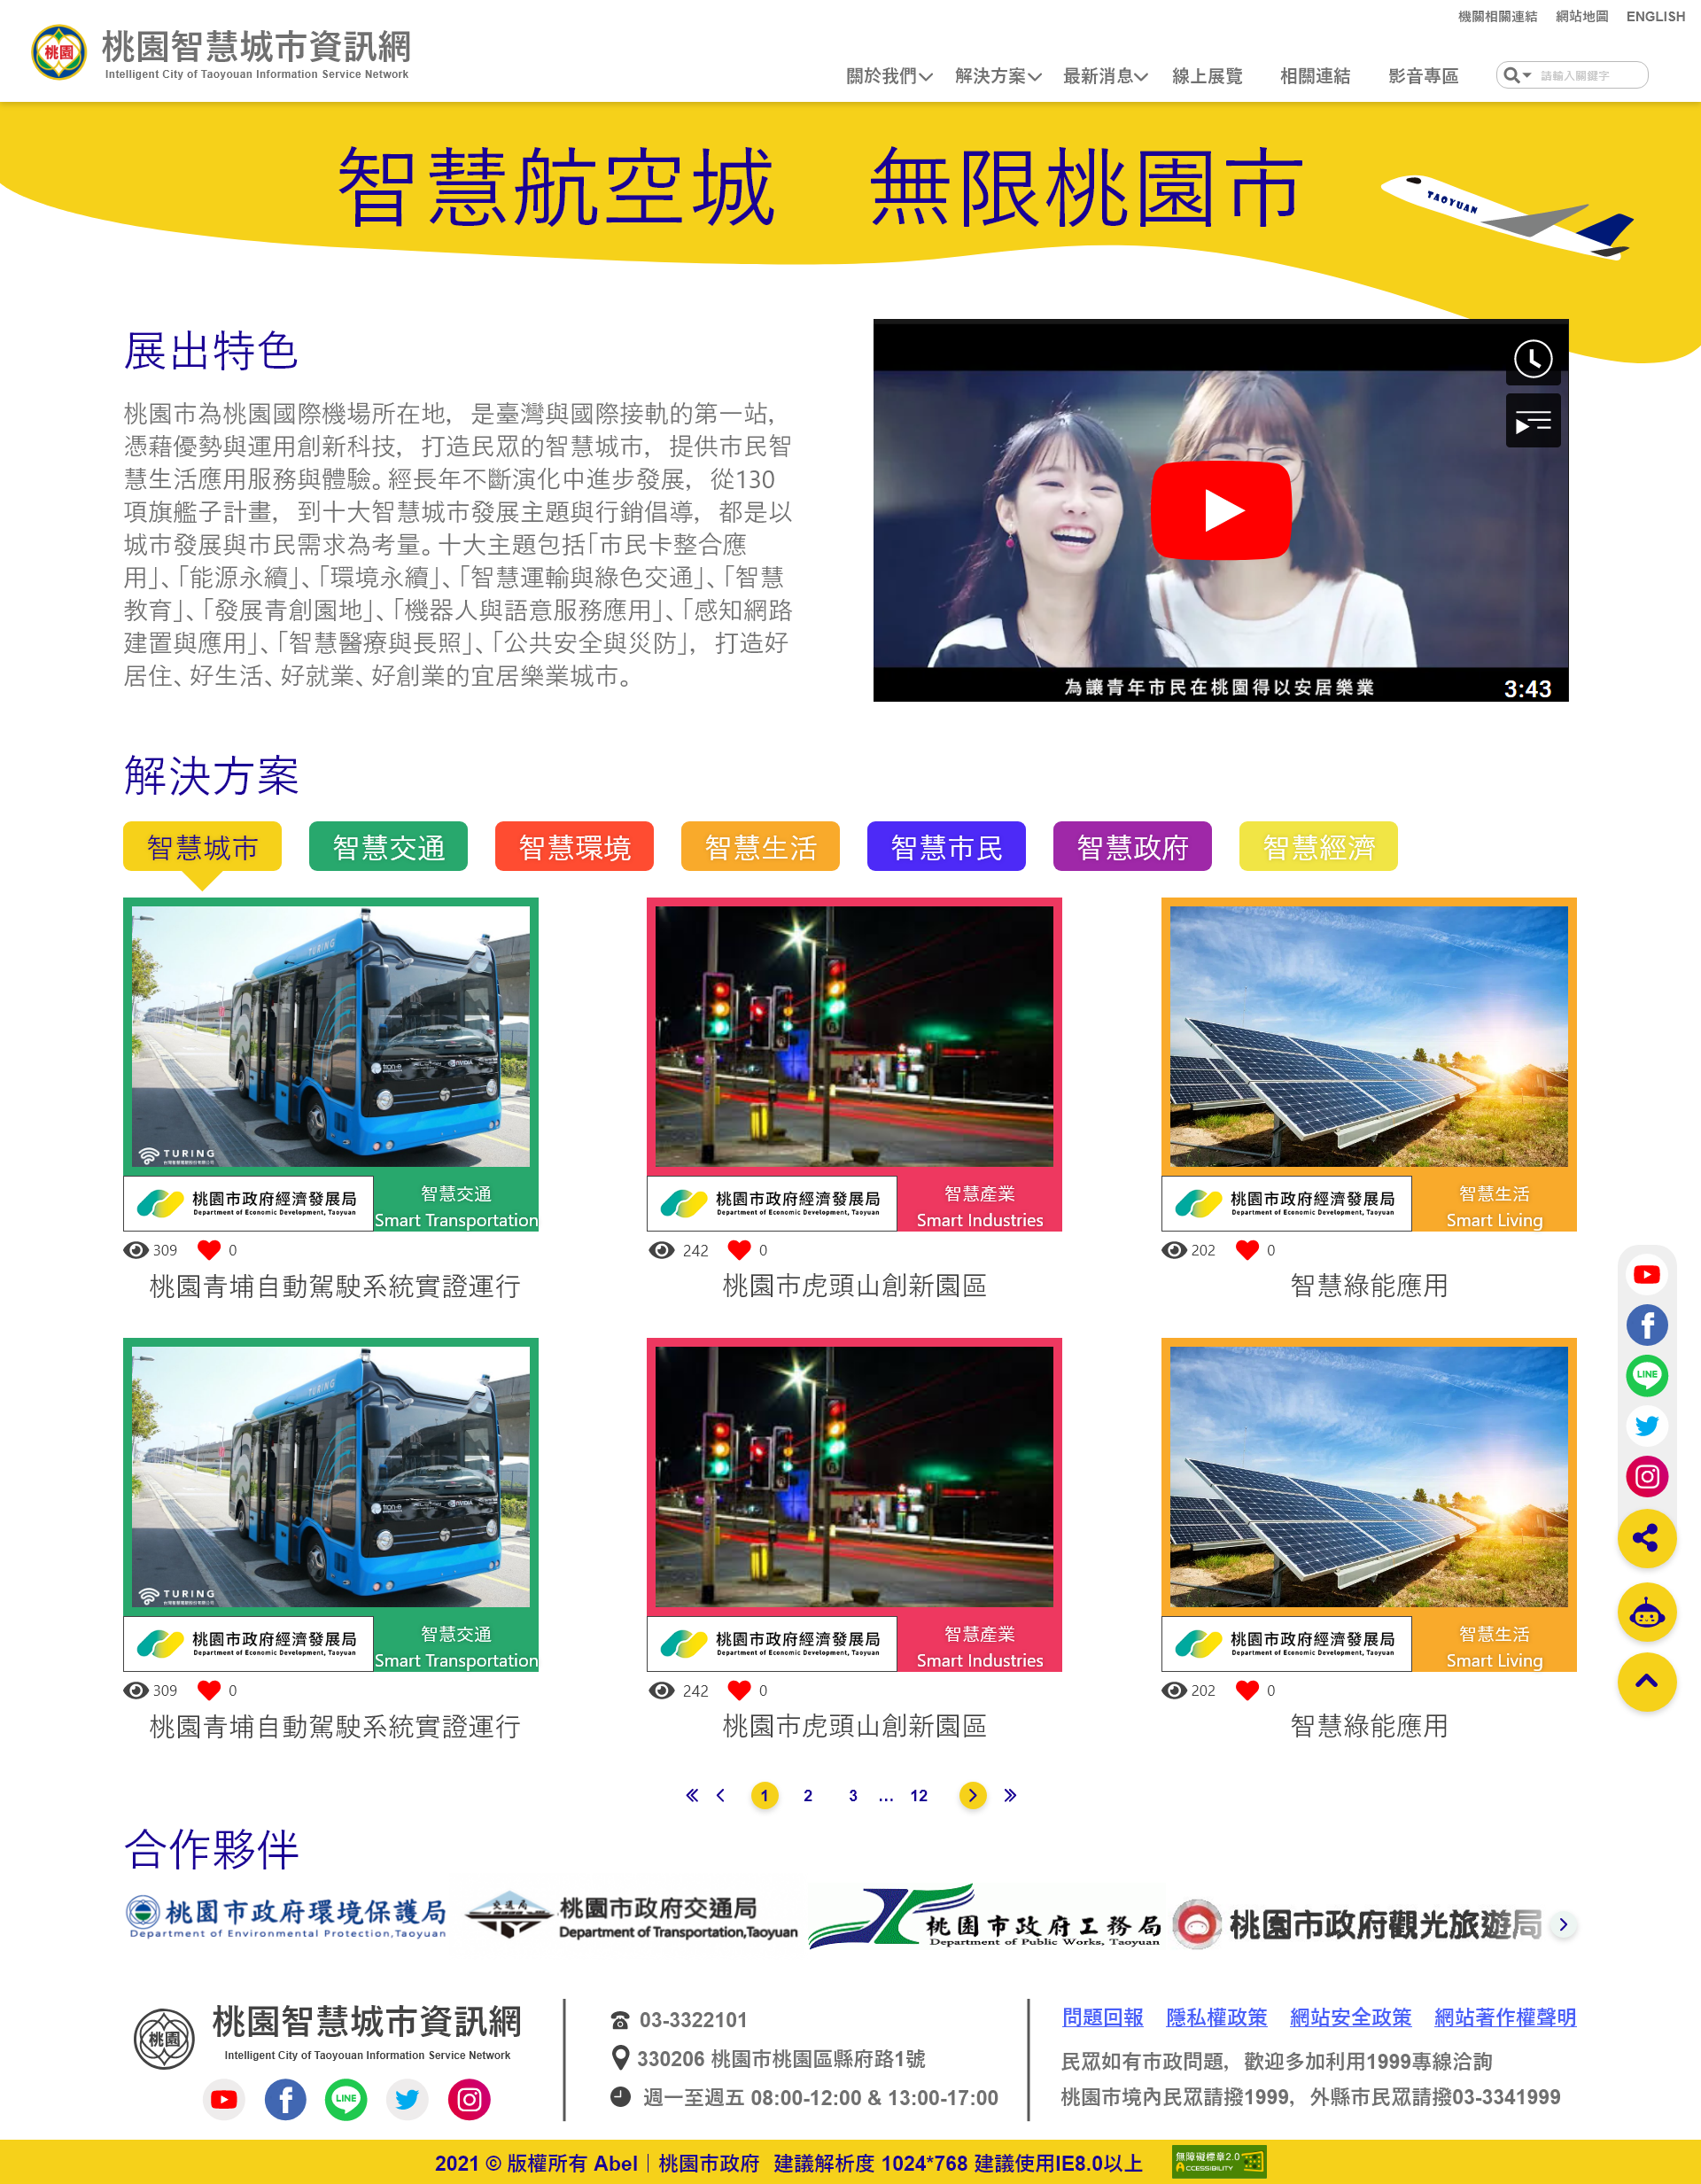 機關相關連結 網站地圖 ENGLISH
桃園
桃園智慧城市資訊網
Intelligent City of Taoyouan Information Service Network
關於我們 解決方案 最新消息 線上展覽 相關連結 影音專區 請輸入關鍵字
智慧航空城 無限桃園市
TAOYUAN
展出特色
桃園市為桃園國際機場所在地，是臺灣與國際接軌的第一站，
憑藉優勢與運用創新科技，打造民眾的智慧城市，提供市民智
慧生活應用服務與體驗。經長年不斷演化中進步發展，從130
項旗艦子計畫，到十大智慧城市發展主題與行銷倡導，都是以
城市發展與市民需求為考量。十大主題包括「市民卡整合應
用」、「能源永續」、「環境永續」、「智慧運輸與綠色交通」、「智慧
教育」、「發展青創園地」、「機器人與語意服務應用」、「感知網路
建置與應用」、「智慧醫療與長照」、「公共安全與災防」，打造好
居住、好生活、好就業、好創業的宜居樂業城市。
為讓青年市民在桃園得以安居樂業
3:43
解決方案
智慧城市 智慧交通 智慧環境 智慧生活 智慧市民 智慧政府 智慧經濟
TURING
tron-e
NVIDIA
TURING
桃園市政府經濟發展局
Department of Economic Development, Taoyuan
智慧交通
Smart Transportation
桃園市政府經濟發展局
Department of Economic Development, Taoyuan
智慧產業
Smart Industries
桃園市政府經濟發展局
Department of Economic Development, Taoyuan
智慧生活
Smart Living
309 0
242 0
202 0
桃園青埔自動駕駛系統實證運行
桃園市虎頭山創新園區
智慧綠能應用
TURING
tron-e
NVIDIA
TURING
桃園市政府經濟發展局
Department of Economic Development, Taoyuan
智慧交通
Smart Transportation
桃園市政府經濟發展局
Department of Economic Development, Taoyuan
智慧產業
Smart Industries
桃園市政府經濟發展局
Department of Economic Development, Taoyuan
智慧生活
Smart Living
309 0
242 0
202 0
桃園青埔自動駕駛系統實證運行
桃園市虎頭山創新園區
智慧綠能應用
LINE
1 2 3 ... 12
合作夥伴
桃園市政府環境保護局
Department of Environmental Protection,Taoyuan
交通局
桃園市政府交通局
Department of Transportation,Taoyuan
桃園市政府工務局
Department of Public Works, Taoyuan
桃園市政府觀光旅遊局
桃園
桃園智慧城市資訊網
Intelligent City of Taoyouan Information Service Network
LINE
03-3322101
330206 桃園市桃園區縣府路1號
週一至週五 08:00-12:00 & 13:00-17:00
問題回報 隱私權政策 網站安全政策 網站著作權聲明
民眾如有市政問題，歡迎多加利用1999專線洽詢
桃園市境內民眾請撥1999，外縣市民眾請撥03-3341999
2021 © 版權所有 Abel｜桃園市政府 建議解析度 1024*768 建議使用IE8.0以上
無障礙標章2.0
ACCESSIBILITY